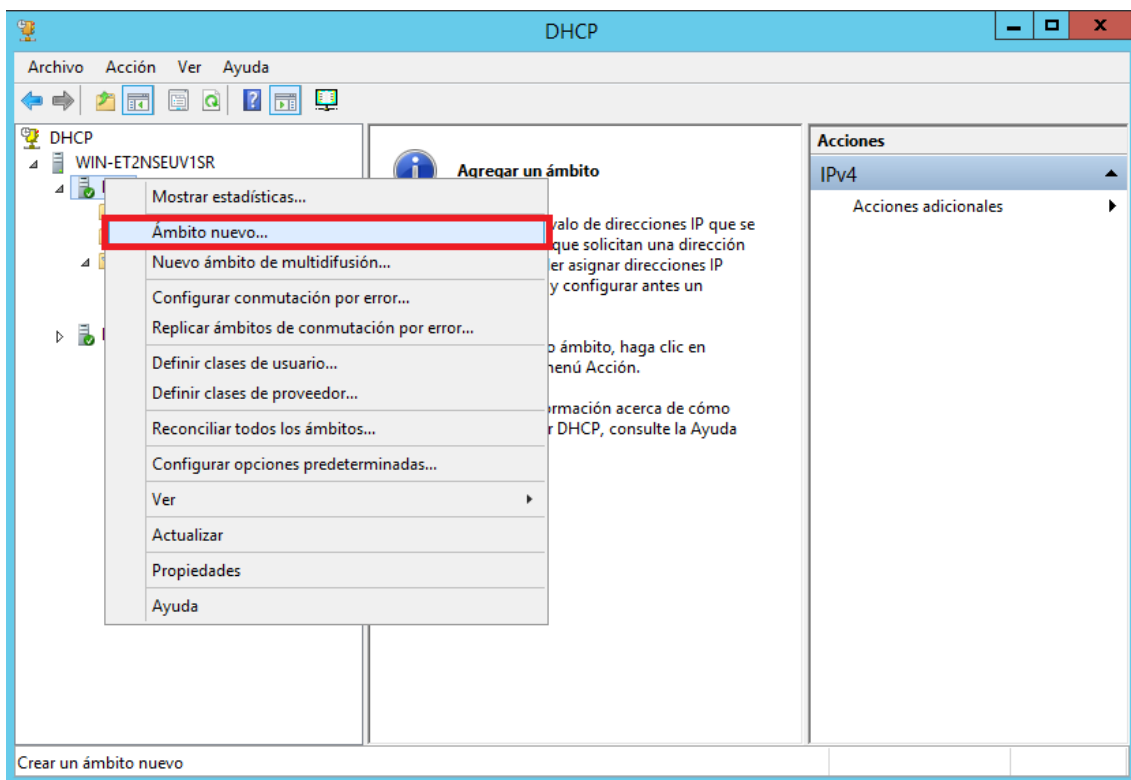 DHCP
Archivo Acción Ver Ayuda
DHCP
WIN-ET2NSEUV1SR
Mostrar estadísticas...
Ámbito nuevo...
Nuevo ámbito de multidifusión...
Configurar conmutación por error...
Replicar ámbitos de conmutación por error...
Definir clases de usuario...
Definir clases de proveedor...
Reconciliar todos los ámbitos...
Configurar opciones predeterminadas...
Ver
Actualizar
Propiedades
Ayuda
Agregar un ámbito
de direcciones IP que se
que solicitan una dirección
asignar direcciones IP
y configurar antes un
ámbito, haga clic en
Acción.
acerca de cómo
DHCP, consulte la Ayuda
Acciones
IPv4
Acciones adicionales
Crear un ámbito nuevo